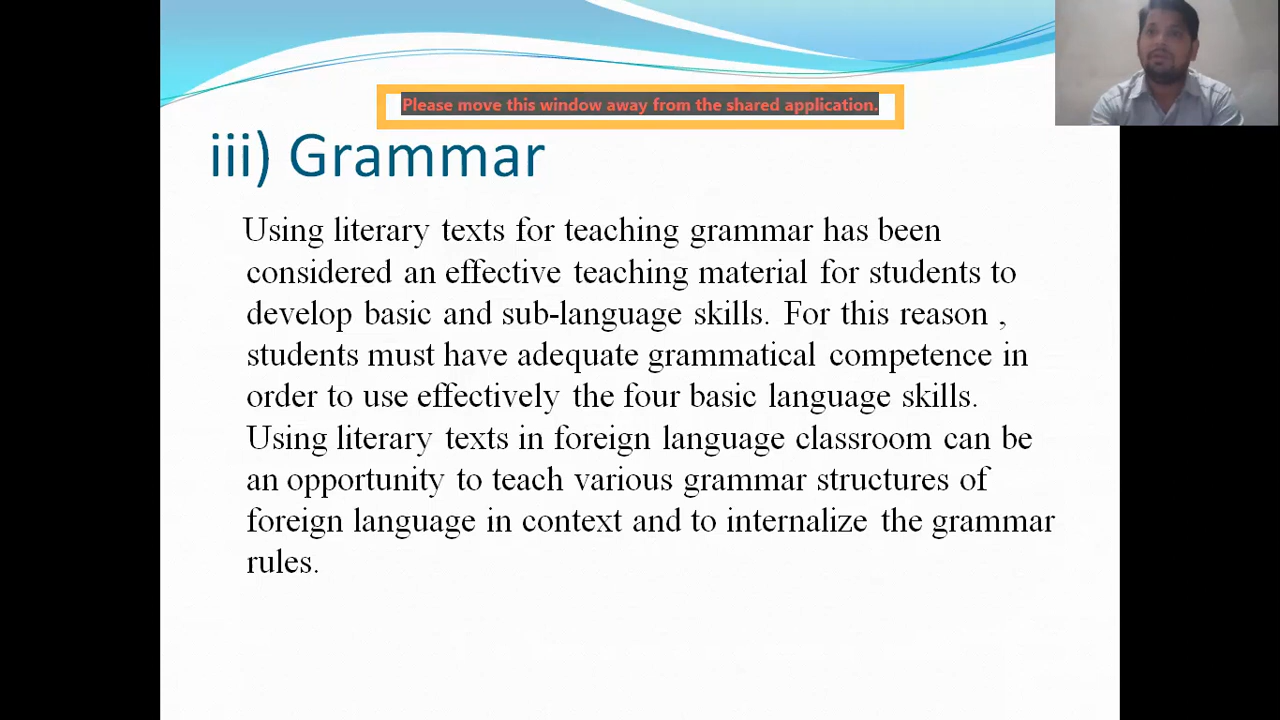 Please move this window away from the shared application.
iii) Grammar
Using literary texts for teaching grammar has been
considered an effective teaching material for students to
develop basic and sub-language skills. For this reason ,
students must have adequate grammatical competence in
order to use effectively the four basic language skills.
Using literary texts in foreign language classroom can be
an opportunity to teach various grammar structures of
foreign language in context and to internalize the grammar
rules.